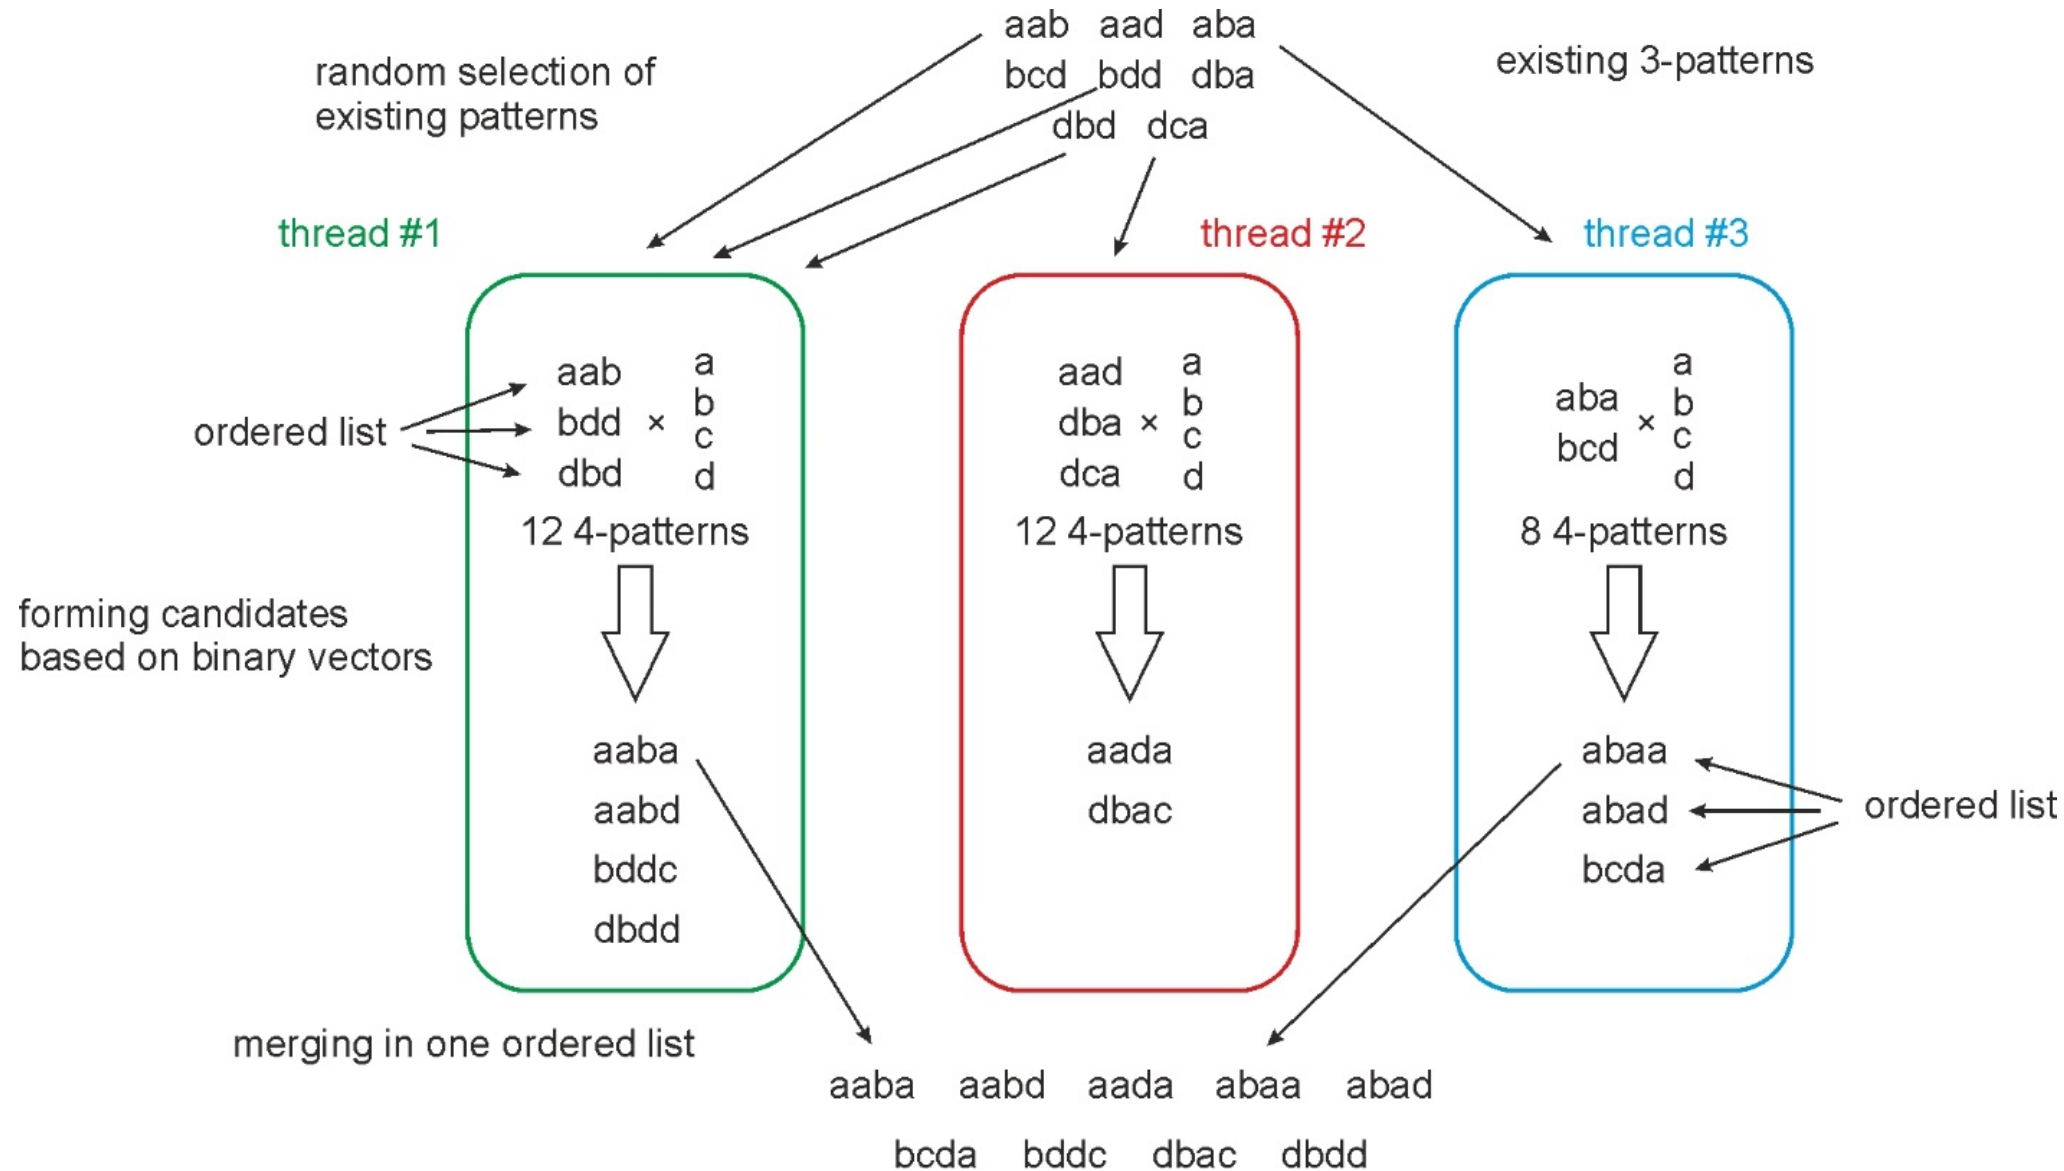 aab aad aba
random selection of
existing patterns
existing 3-patterns
bcd bdd dba
dbd dca
thread #1
thread #2
thread #3
ordered list
aab
bdd ×
dbd
a
b
c
d
12 4-patterns
aad
dba ×
dca
a
b
c
d
12 4-patterns
aba
bcd
×
a
b
c
d
8 4-patterns
forming candidates
based on binary vectors
aaba
aabd
bddc
dbdd
aada
dbac
abaa
abad
bcda
ordered list
merging in one ordered list
aaba aabd aada abaa abad
bcda bddc dbac dbdd